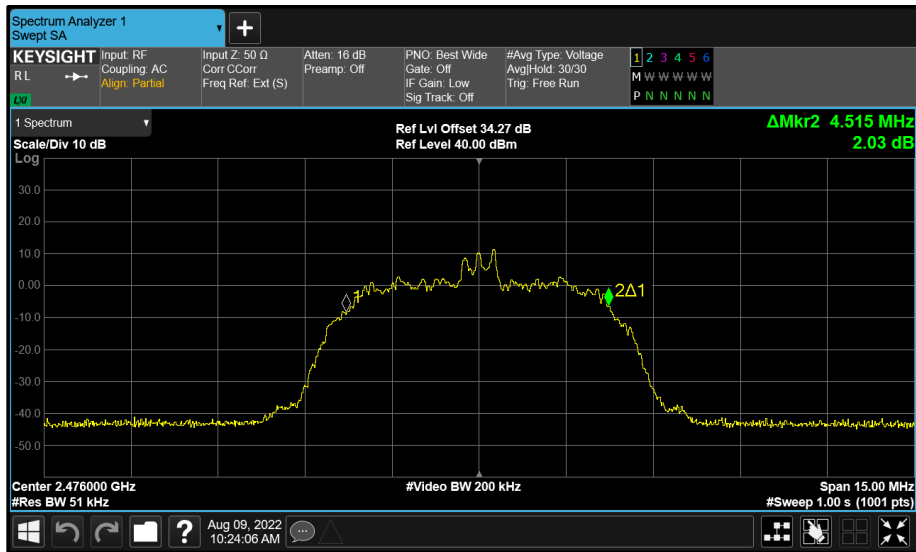 Spectrum Analyzer 1
Swept SA
KEYSIGHT
RL
LXI
Input: RF
Coupling: AC
Align: Partial
Input Z: 50 Ω
Corr CCorr
Freq Ref: Ext (S)
Atten: 16 dB
Preamp: Off
PNO: Best Wide
Gate: Off
IF Gain: Low
Sig Track: Off
#Avg Type: Voltage
Avg|Hold: 30/30
Trig: Free Run
1 2 3 4 5 6
M W W W W W
P N N N N N
1 Spectrum
Scale/Div 10 dB
Ref Lvl Offset 34.27 dB
Ref Level 40.00 dBm
ΔMkr2 4.515 MHz
2.03 dB
Log
30.0
20.0
10.0
0.00
-10.0
-20.0
-30.0
-40.0
-50.0
1
2Δ1
Center 2.476000 GHz
#Res BW 51 kHz
#Video BW 200 kHz
Span 15.00 MHz
#Sweep 1.00 s (1001 pts)
?
Aug 09, 2022
10:24:06 AM